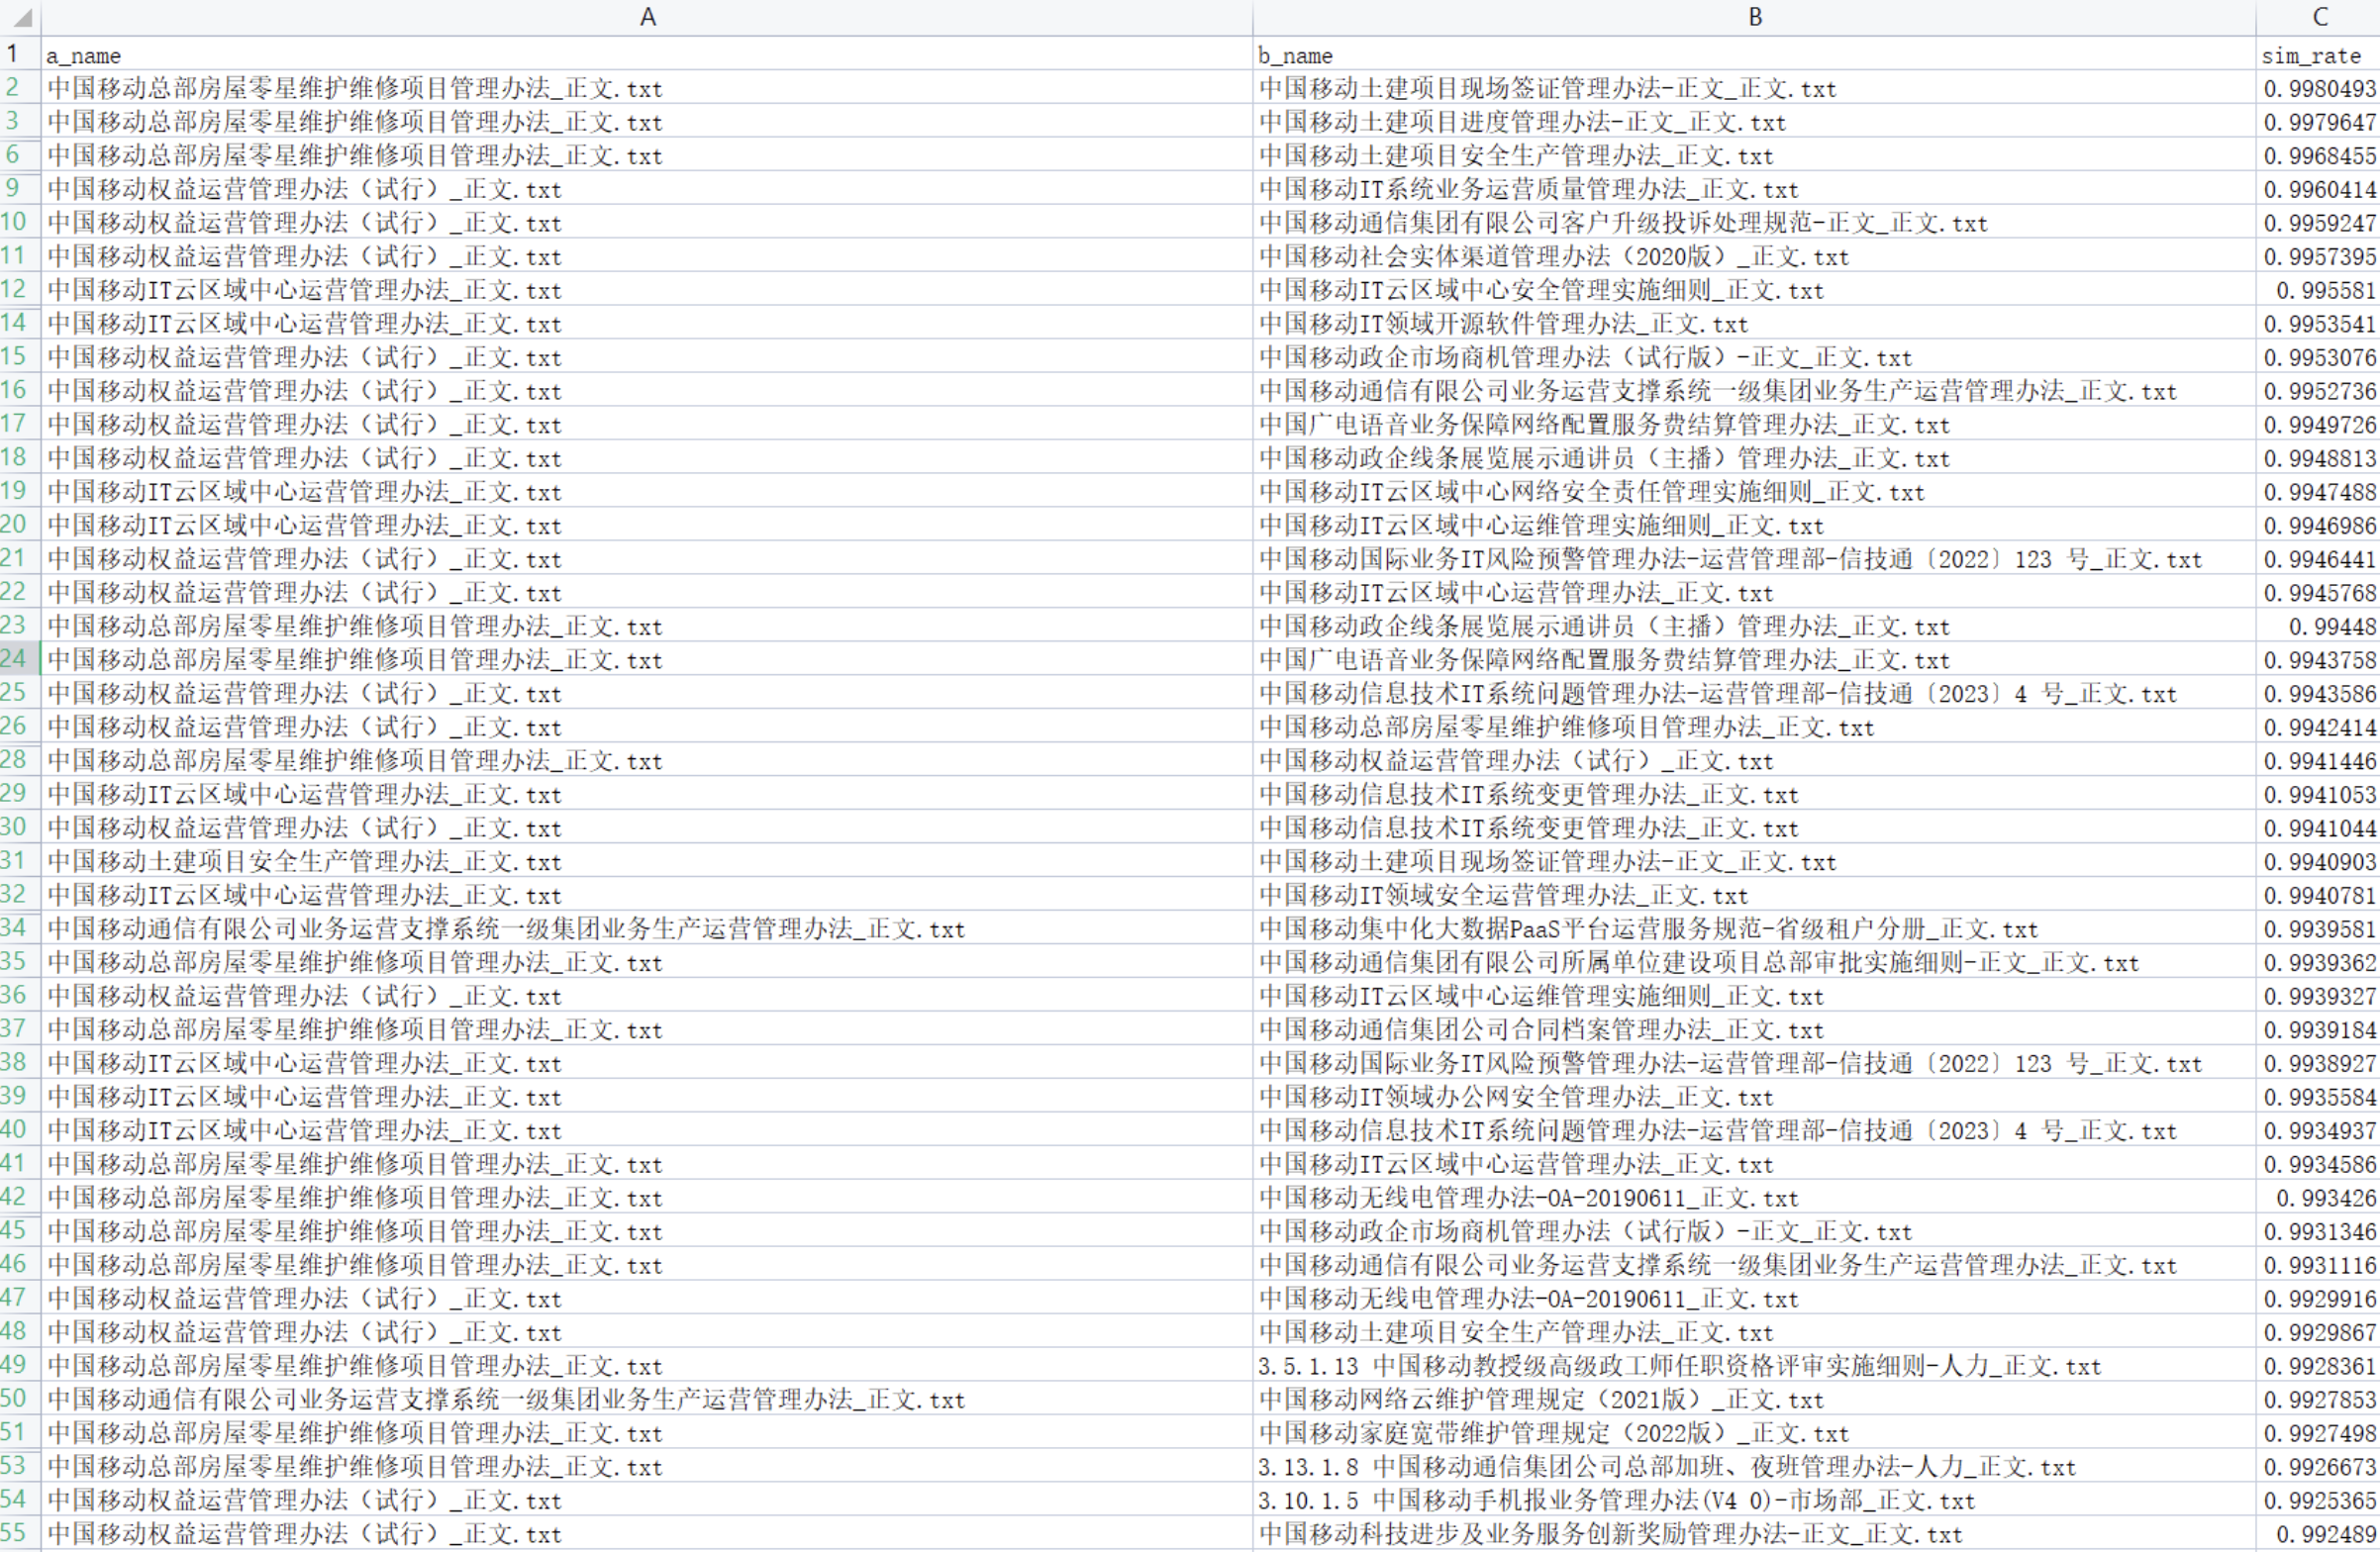 A B C
1 a_name b_name sim_rate
2 中国移动总部房屋零星维护维修项目管理办法_正文.txt 中国移动土建项目现场签证管理办法-正文_正文.txt 0.9980493
3 中国移动总部房屋零星维护维修项目管理办法_正文.txt 中国移动土建项目进度管理办法-正文_正文.txt 0.9979647
6 中国移动总部房屋零星维护维修项目管理办法_正文.txt 中国移动土建项目安全生产管理办法_正文.txt 0.9968455
9 中国移动权益运营管理办法（试行）_正文.txt 中国移动IT系统业务运营质量管理办法_正文.txt 0.9960414
10 中国移动权益运营管理办法（试行）_正文.txt 中国移动通信集团有限公司客户升级投诉处理规范-正文_正文.txt 0.9959247
11 中国移动权益运营管理办法（试行）_正文.txt 中国移动社会实体渠道管理办法（2020版）_正文.txt 0.9957395
12 中国移动IT云区域中心运营管理办法_正文.txt 中国移动IT云区域中心安全管理实施细则_正文.txt 0.995581
14 中国移动IT云区域中心运营管理办法_正文.txt 中国移动IT领域开源软件管理办法_正文.txt 0.9953541
15 中国移动权益运营管理办法（试行）_正文.txt 中国移动政企市场商机管理办法（试行版）-正文_正文.txt 0.9953076
16 中国移动权益运营管理办法（试行）_正文.txt 中国移动通信有限公司业务运营支撑系统一级集团业务生产运营管理办法_正文.txt 0.9952736
17 中国移动权益运营管理办法（试行）_正文.txt 中国广电语音业务保障网络配置服务费结算管理办法_正文.txt 0.9949726
18 中国移动权益运营管理办法（试行）_正文.txt 中国移动政企线条展览展示通讲员（主播）管理办法_正文.txt 0.9948813
19 中国移动IT云区域中心运营管理办法_正文.txt 中国移动IT云区域中心网络安全责任管理实施细则_正文.txt 0.9947488
20 中国移动IT云区域中心运营管理办法_正文.txt 中国移动IT云区域中心运维管理实施细则_正文.txt 0.9946986
21 中国移动权益运营管理办法（试行）_正文.txt 中国移动国际业务IT风险预警管理办法-运营管理部-信技通〔2022〕123 号_正文.txt 0.9946441
22 中国移动权益运营管理办法（试行）_正文.txt 中国移动IT云区域中心运营管理办法_正文.txt 0.9945768
23 中国移动总部房屋零星维护维修项目管理办法_正文.txt 中国移动政企线条展览展示通讲员（主播）管理办法_正文.txt 0.99448
24 中国移动总部房屋零星维护维修项目管理办法_正文.txt 中国广电语音业务保障网络配置服务费结算管理办法_正文.txt 0.9943758
25 中国移动权益运营管理办法（试行）_正文.txt 中国移动信息技术IT系统问题管理办法-运营管理部-信技通〔2023〕4 号_正文.txt 0.9943586
26 中国移动权益运营管理办法（试行）_正文.txt 中国移动总部房屋零星维护维修项目管理办法_正文.txt 0.9942414
28 中国移动总部房屋零星维护维修项目管理办法_正文.txt 中国移动权益运营管理办法（试行）_正文.txt 0.9941446
29 中国移动IT云区域中心运营管理办法_正文.txt 中国移动信息技术IT系统变更管理办法_正文.txt 0.9941053
30 中国移动权益运营管理办法（试行）_正文.txt 中国移动信息技术IT系统变更管理办法_正文.txt 0.9941044
31 中国移动土建项目安全生产管理办法_正文.txt 中国移动土建项目现场签证管理办法-正文_正文.txt 0.9940903
32 中国移动IT云区域中心运营管理办法_正文.txt 中国移动IT领域安全运营管理办法_正文.txt 0.9940781
34 中国移动通信有限公司业务运营支撑系统一级集团业务生产运营管理办法_正文.txt 中国移动集中化大数据PaaS平台运营服务规范-省级租户分册_正文.txt 0.9939581
35 中国移动总部房屋零星维护维修项目管理办法_正文.txt 中国移动通信集团有限公司所属单位建设项目总部审批实施细则-正文_正文.txt 0.9939362
36 中国移动权益运营管理办法（试行）_正文.txt 中国移动IT云区域中心运维管理实施细则_正文.txt 0.9939327
37 中国移动总部房屋零星维护维修项目管理办法_正文.txt 中国移动通信集团公司合同档案管理办法_正文.txt 0.9939184
38 中国移动IT云区域中心运营管理办法_正文.txt 中国移动国际业务IT风险预警管理办法-运营管理部-信技通〔2022〕123 号_正文.txt 0.9938927
39 中国移动IT云区域中心运营管理办法_正文.txt 中国移动IT领域办公网安全管理办法_正文.txt 0.9935584
40 中国移动IT云区域中心运营管理办法_正文.txt 中国移动信息技术IT系统问题管理办法-运营管理部-信技通〔2023〕4 号_正文.txt 0.9934937
41 中国移动总部房屋零星维护维修项目管理办法_正文.txt 中国移动IT云区域中心运营管理办法_正文.txt 0.9934586
42 中国移动总部房屋零星维护维修项目管理办法_正文.txt 中国移动无线电管理办法-OA-20190611_正文.txt 0.993426
45 中国移动总部房屋零星维护维修项目管理办法_正文.txt 中国移动政企市场商机管理办法（试行版）-正文_正文.txt 0.9931346
46 中国移动总部房屋零星维护维修项目管理办法_正文.txt 中国移动通信有限公司业务运营支撑系统一级集团业务生产运营管理办法_正文.txt 0.9931116
47 中国移动权益运营管理办法（试行）_正文.txt 中国移动无线电管理办法-OA-20190611_正文.txt 0.9929916
48 中国移动权益运营管理办法（试行）_正文.txt 中国移动土建项目安全生产管理办法_正文.txt 0.9929867
49 中国移动总部房屋零星维护维修项目管理办法_正文.txt 3.5.1.13 中国移动教授级高级政工师任职资格评审实施细则-人力_正文.txt 0.9928361
50 中国移动通信有限公司业务运营支撑系统一级集团业务生产运营管理办法_正文.txt 中国移动网络云维护管理规定（2021版）_正文.txt 0.9927853
51 中国移动总部房屋零星维护维修项目管理办法_正文.txt 中国移动家庭宽带维护管理规定（2022版）_正文.txt 0.9927498
53 中国移动总部房屋零星维护维修项目管理办法_正文.txt 3.13.1.8 中国移动通信集团公司总部加班、夜班管理办法-人力_正文.txt 0.9926673
54 中国移动权益运营管理办法（试行）_正文.txt 3.10.1.5 中国移动手机报业务管理办法(V4 0)-市场部_正文.txt 0.9925365
55 中国移动权益运营管理办法（试行）_正文.txt 中国移动科技进步及业务服务创新奖励管理办法-正文_正文.txt 0.992489